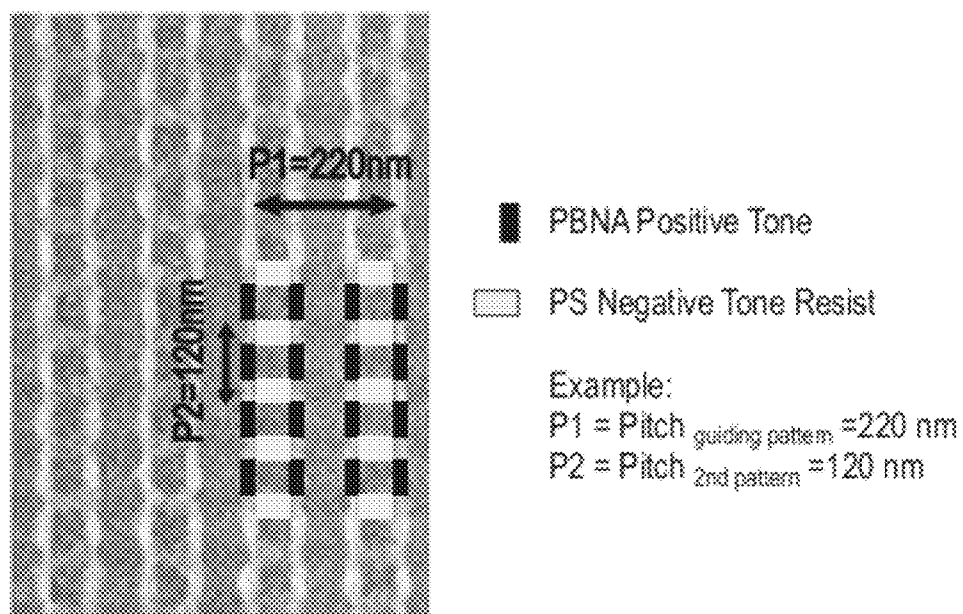 P1=220nm
P2=120nm
PBNA Positive Tone
PS Negative Tone Resist
Example:
P1 = Pitch guiding pattern =220 nm
P2 = Pitch 2nd pattern =120 nm